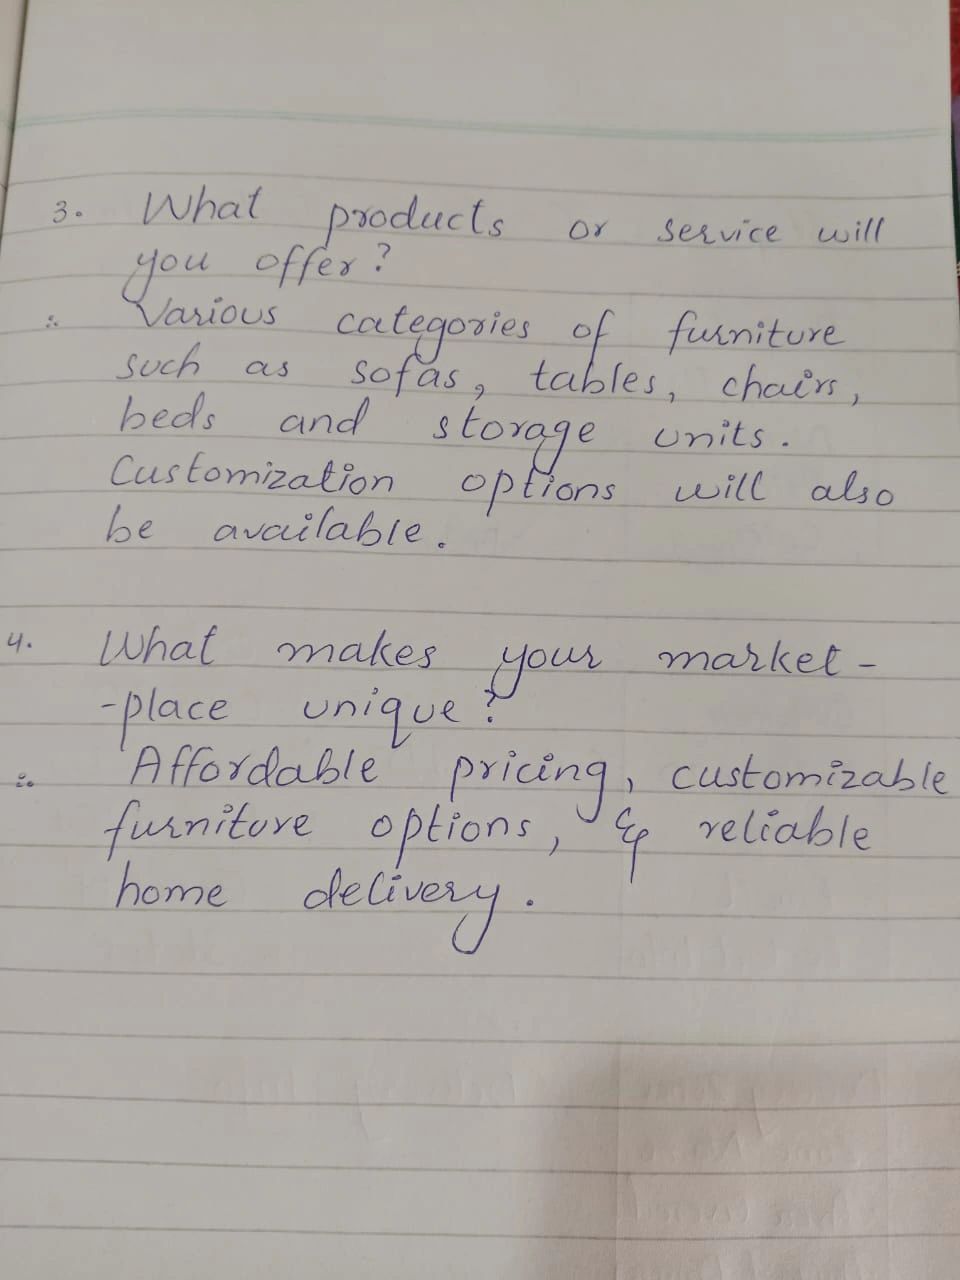 3. What products or service will
you offer?
∴ Various categories of furniture
such as sofas, tables, chairs,
beds and storage units.
Customization options will also
be available.
4. What makes your market-
-place unique?
∴ Affordable pricing, customizable
furniture options, & reliable
home delivery.